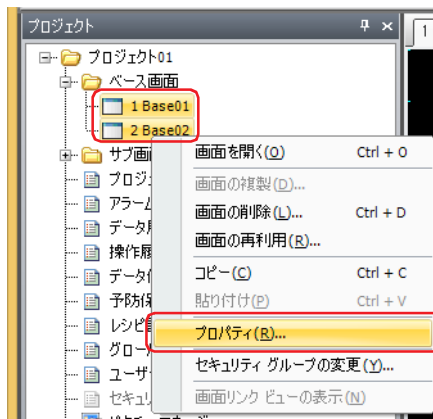 プロジェクト
1
プロジェクト01
ベース画面
1 Base01
2 Base02
サブ画
プロジ
アラー
データ
操作履
データ
予防保
レシピ
グロー
ユーザ
セキュ
画面を開く(O) Ctrl + O
画面の複製(D)...
画面の削除(L)... Ctrl + D
画面の再利用(R)...
コピー(C) Ctrl + C
貼り付け(P) Ctrl + V
プロパティ(R)...
セキュリティ グループの変更(Y)...
画面リンク ビューの表示(N)